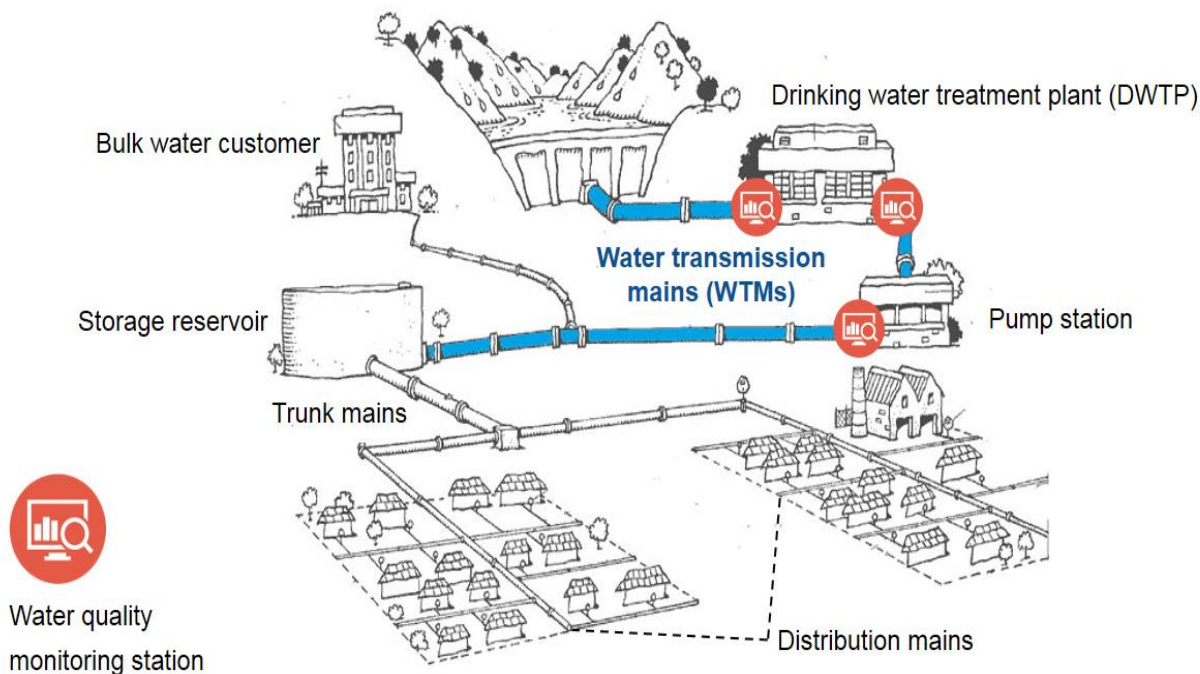 Drinking water treatment plant (DWTP)
Bulk water customer
Water transmission
mains (WTMs)
Storage reservoir
Pump station
Trunk mains
Water quality
monitoring station
Distribution mains